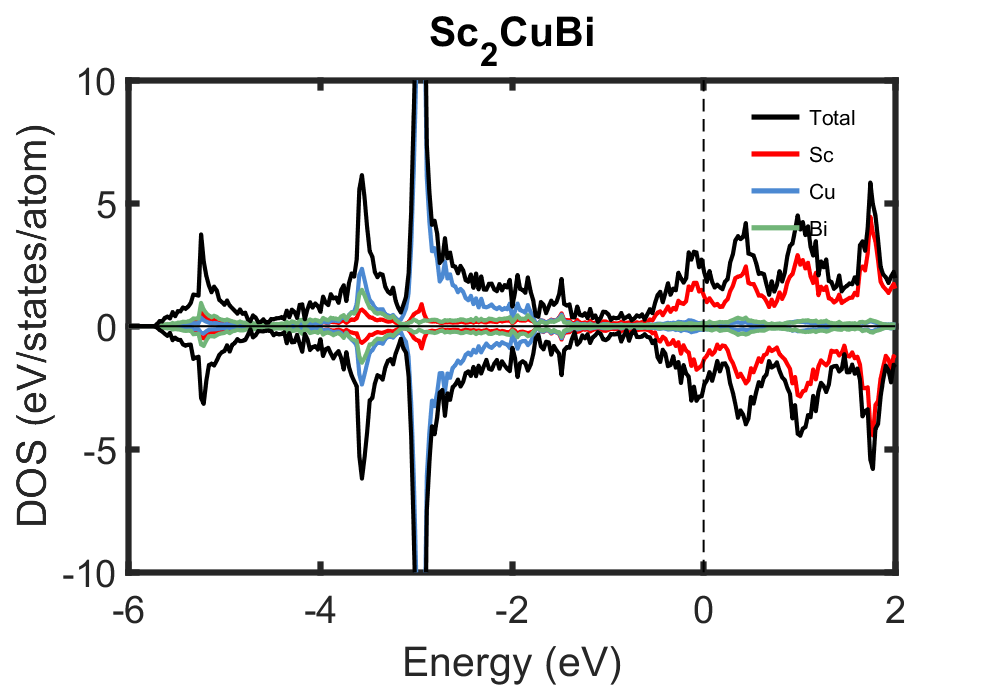 Sc2CuBi
10
5
0
-5
-10
DOS (eV/states/atom)
Total
Sc
Cu
Bi
-6 -4 -2 0 2
Energy (eV)